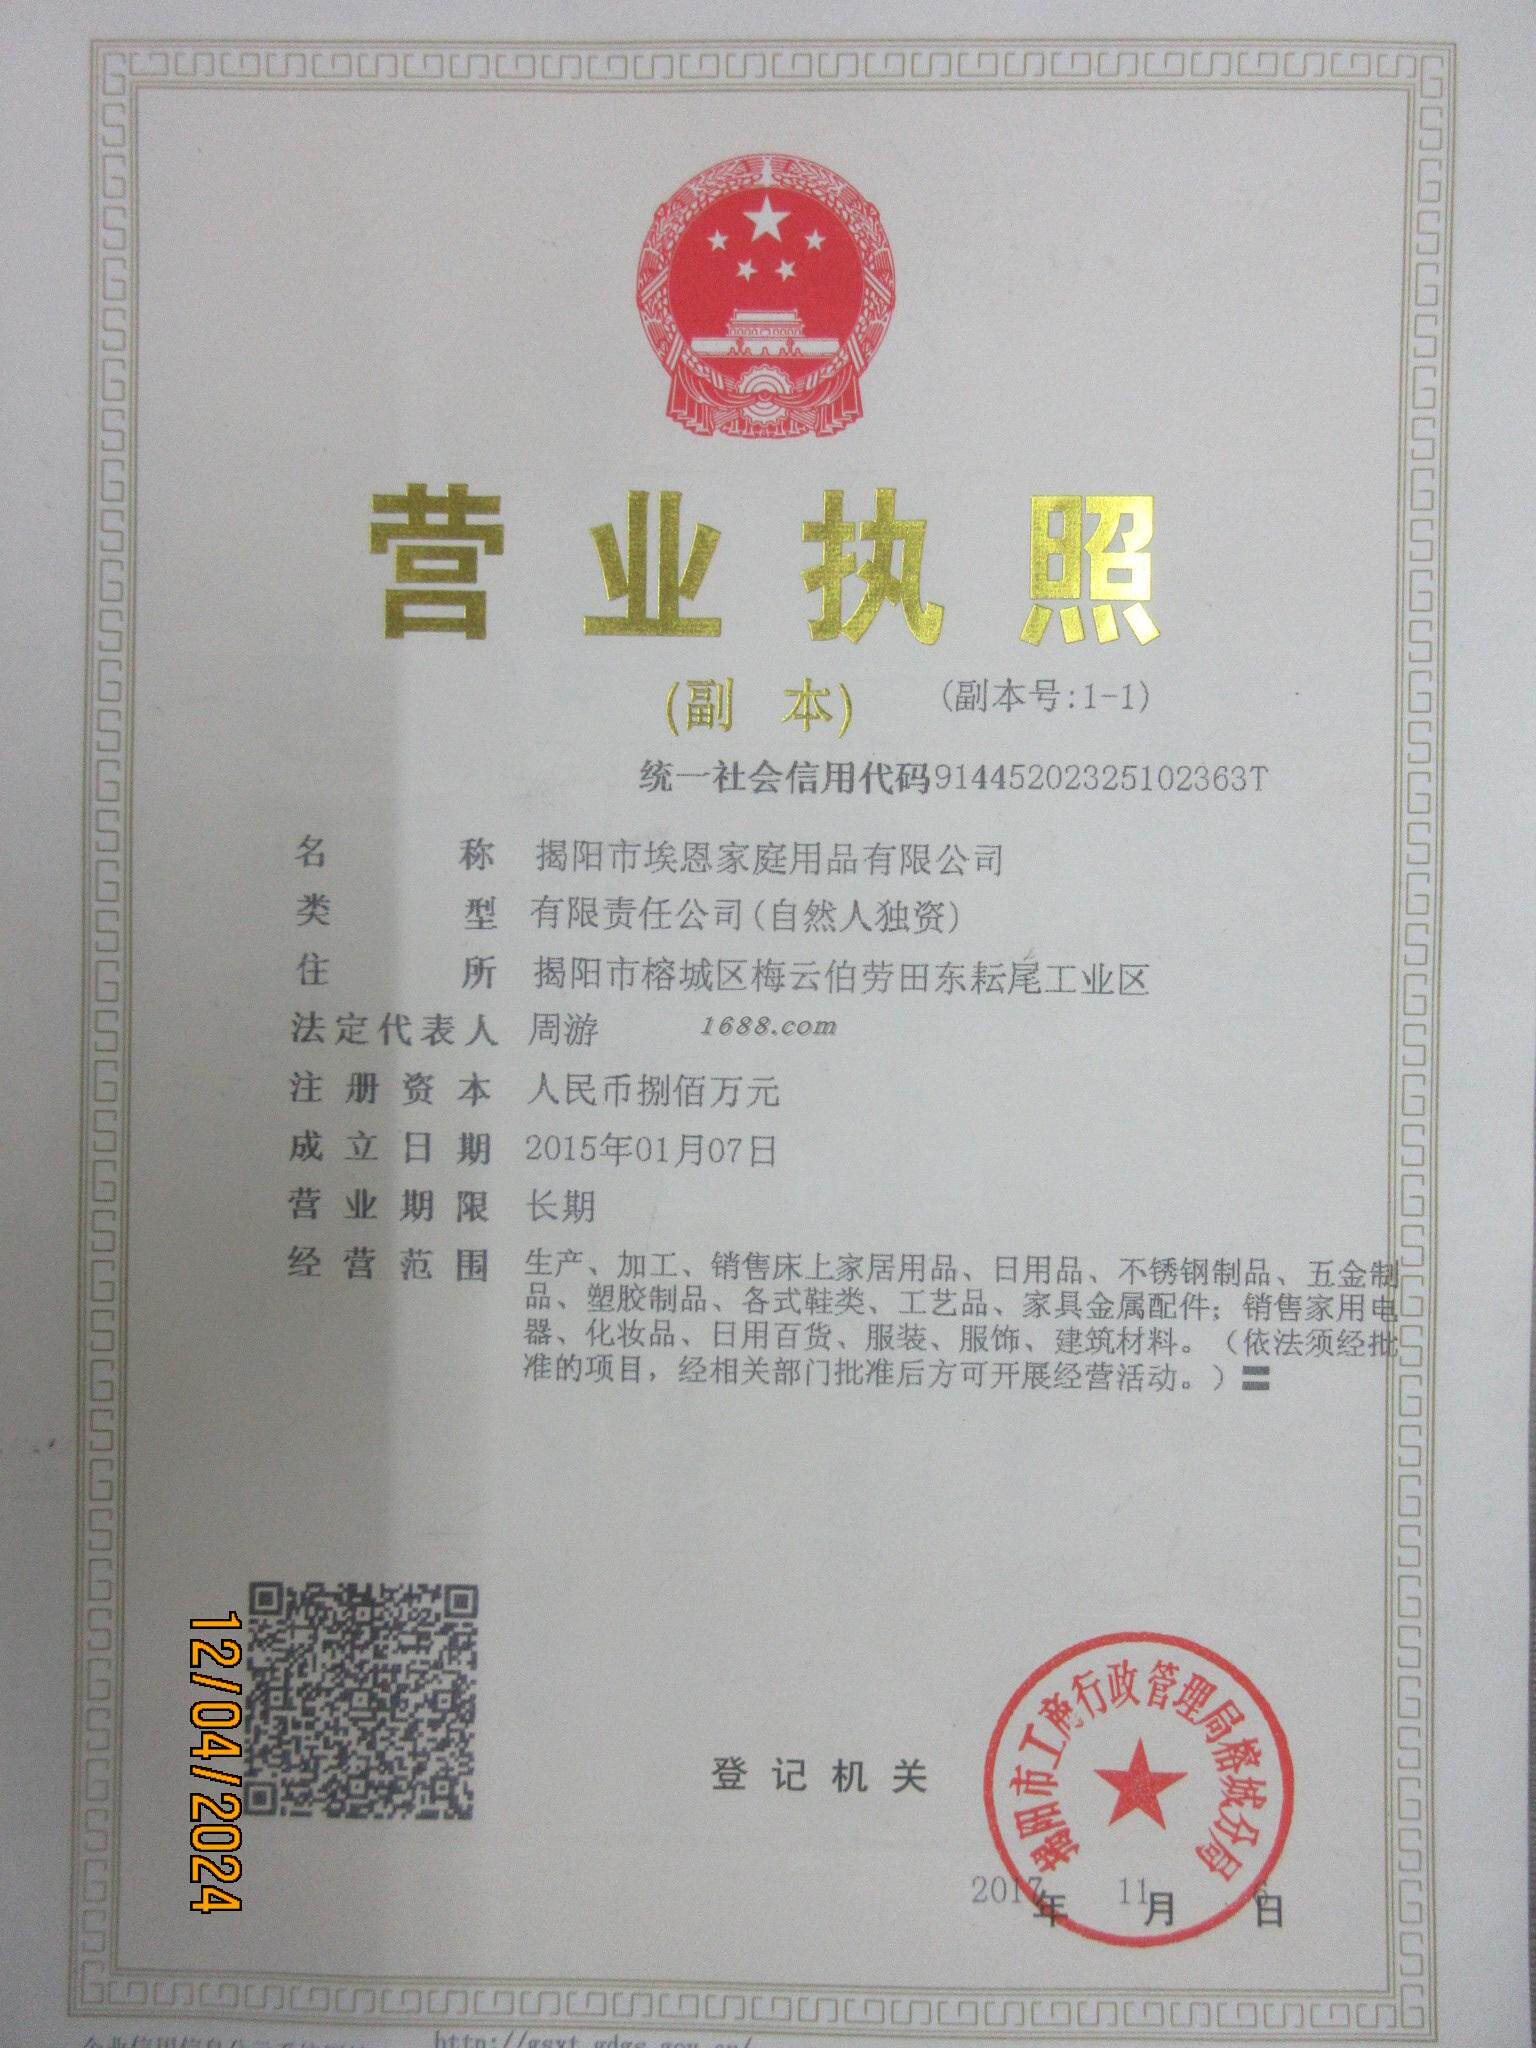 营业执照
(副 本) (副本号:1-1)
统一社会信用代码91445202325102363T
名 称 揭阳市埃恩家庭用品有限公司
类 型 有限责任公司(自然人独资)
住 所 揭阳市榕城区梅云伯劳田东耘尾工业区
法定代表人 周游
1688.com
注册资本 人民币捌佰万元
成立日期 2015年01月07日
营业期限 长期
经营范围 生产、加工、销售床上家居用品、日用品、不锈钢制品、五金制
品、塑胶制品、各式鞋类、工艺品、家具金属配件；销售家用电
器、化妆品、日用百货、服装、服饰、建筑材料。（依法须经批
准的项目，经相关部门批准后方可开展经营活动。）
12/04/2024
登记机关
揭阳市工商行政管理局榕城分局
2017年 11月 日
http://gsxt.gdgs.gov.cn/